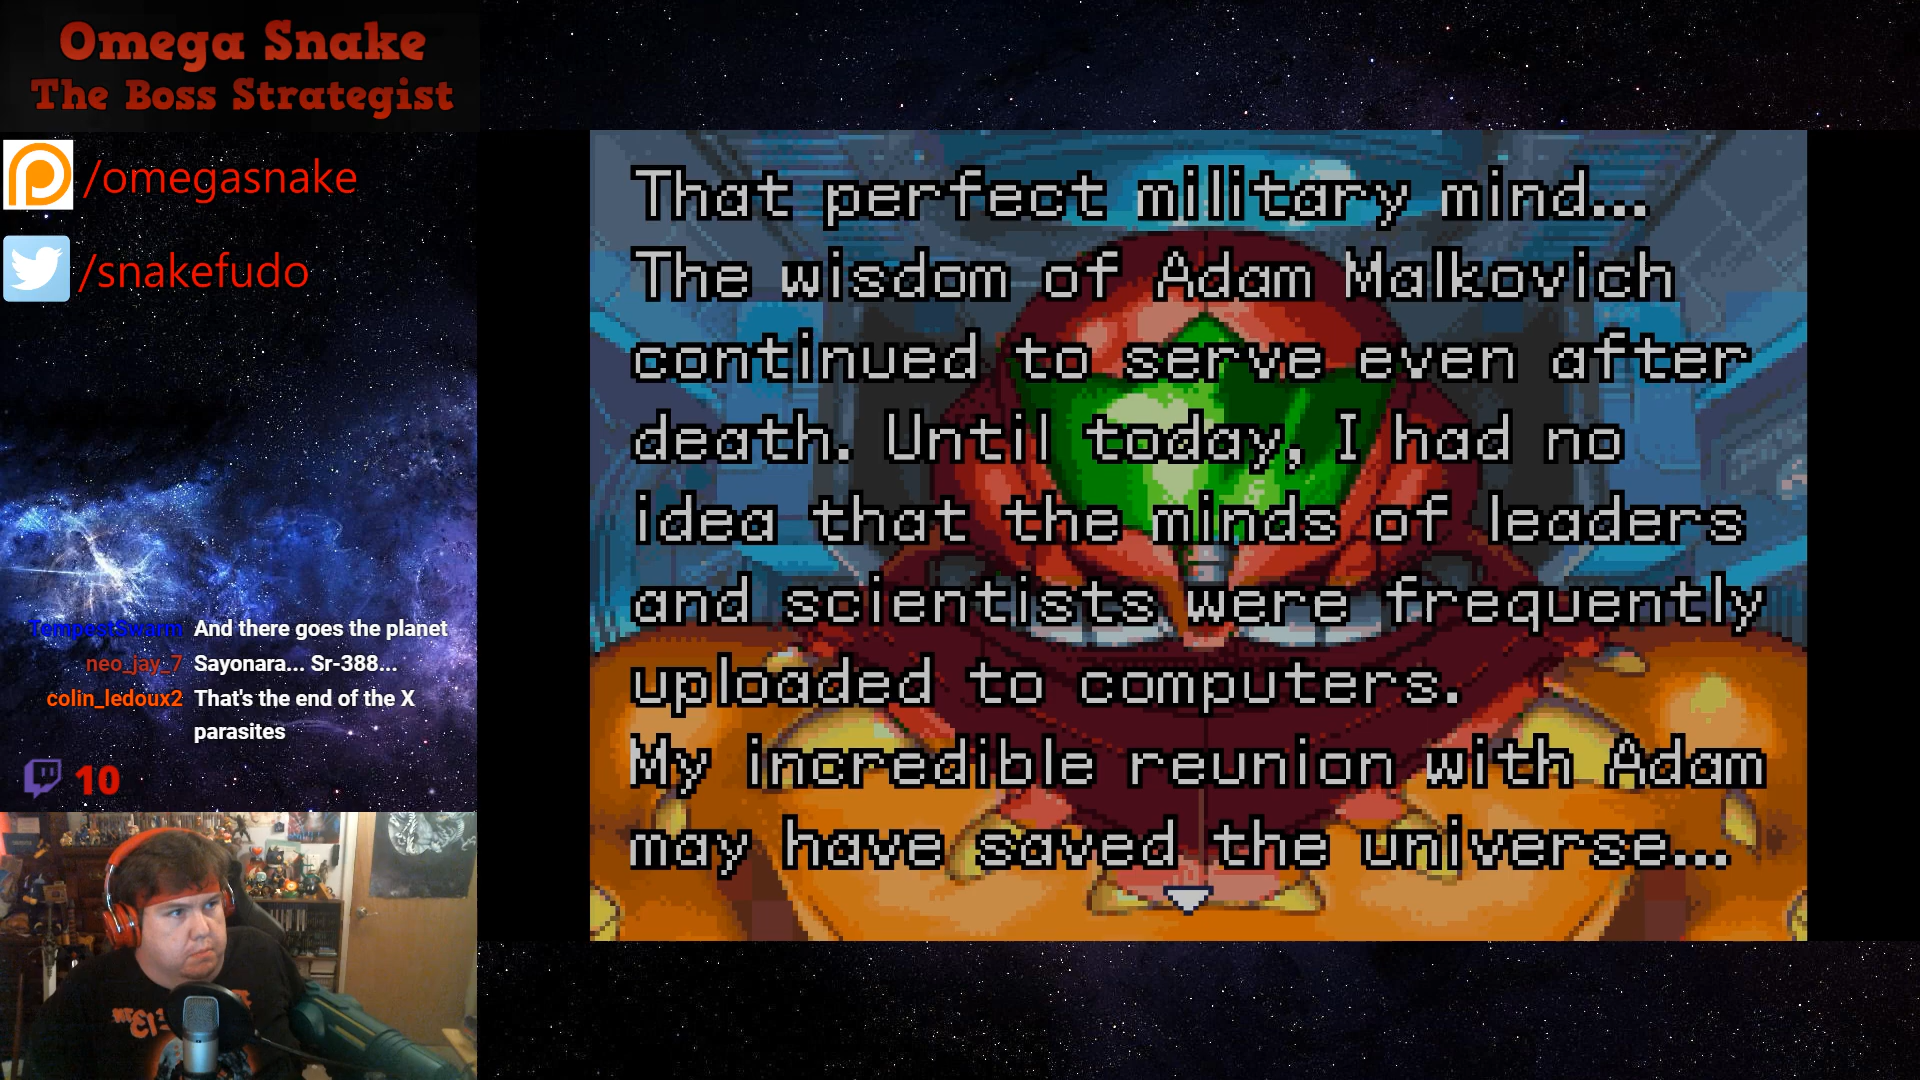 Omega Snake
The Boss Strategist
/omegasnake
/snakefudo
TempestSwarm And there goes the planet
neo_jay_7 Sayonara... Sr-388...
colin_ledoux2 That's the end of the X
parasites
10
That perfect military mind...
The wisdom of Adam Malkovich
continued to serve even after
death. Until today, I had no
idea that the minds of leaders
and scientists were frequently
uploaded to computers.
My incredible reunion with Adam
may have saved the universe...